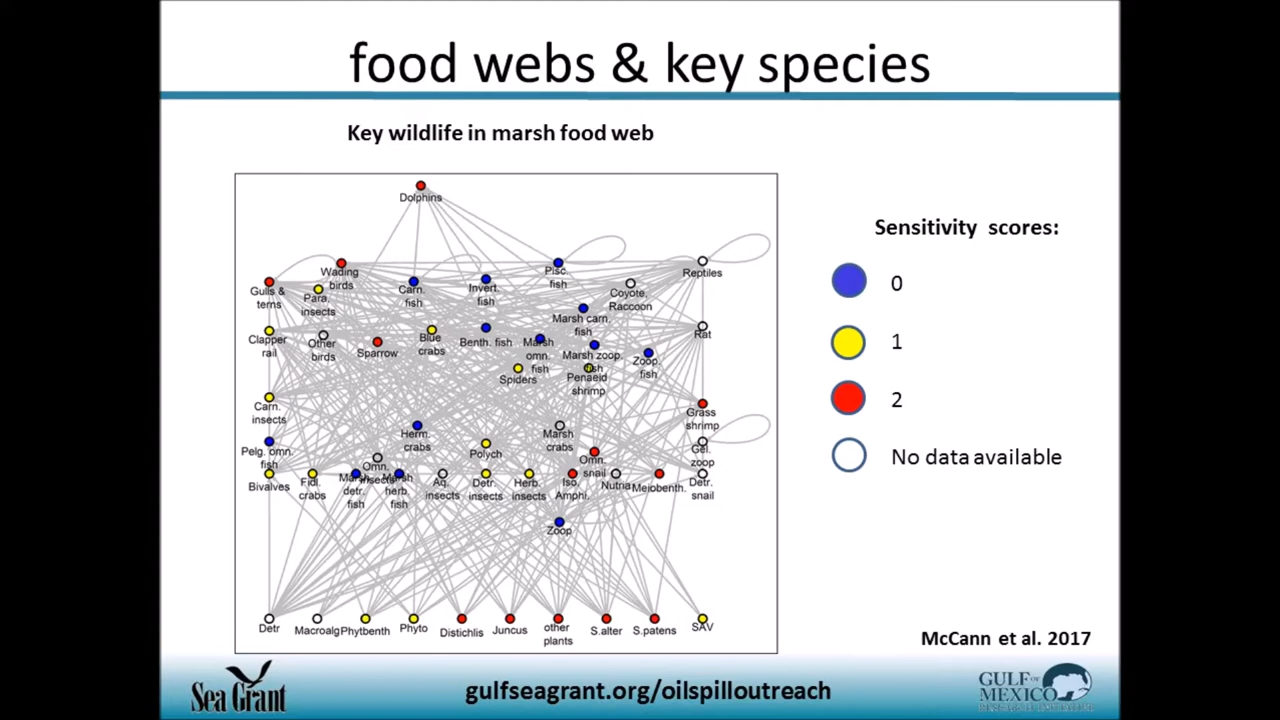 food webs & key species
Key wildlife in marsh food web
Dolphins
Wading
birds
Gulls &
terns
Para.
insects
Carn.
fish
Invert.
fish
Pisc.
fish
Coyote,
Raccoon
Reptiles
Marsh carn.
fish
Clapper
rail
Other
birds
Sparrow
Blue
crabs
Benth. fish
Marsh
omn.
fish
Marsh zoop.
fish
Zoop.
fish
Rat
Spiders
Penaeid
shrimp
Carn.
insects
Grass
shrimp
Herm.
crabs
Marsh
crabs
Pelg. omn.
fish
Polych
Omn.
snail
Gel.
zoop
Omn.
insects
Bivalves
Fidl.
crabs
Marsh
detr.
fish
Marsh
herb.
fish
Aq.
insects
Detr.
insects
Herb.
insects
Iso.
Amphi.
Nutria
Meiobenth.
Detr.
snail
Zoop
Detr
Macroalg
Phytbenth
Phyto
Distichlis
Juncus
other
plants
S.alter
S.patens
SAV
Sensitivity scores:
0
1
2
No data available
McCann et al. 2017
Sea Grant
gulfseagrant.org/oilspilloutreach
GULF OF
MEXICO
RESEARCH INITIATIVE